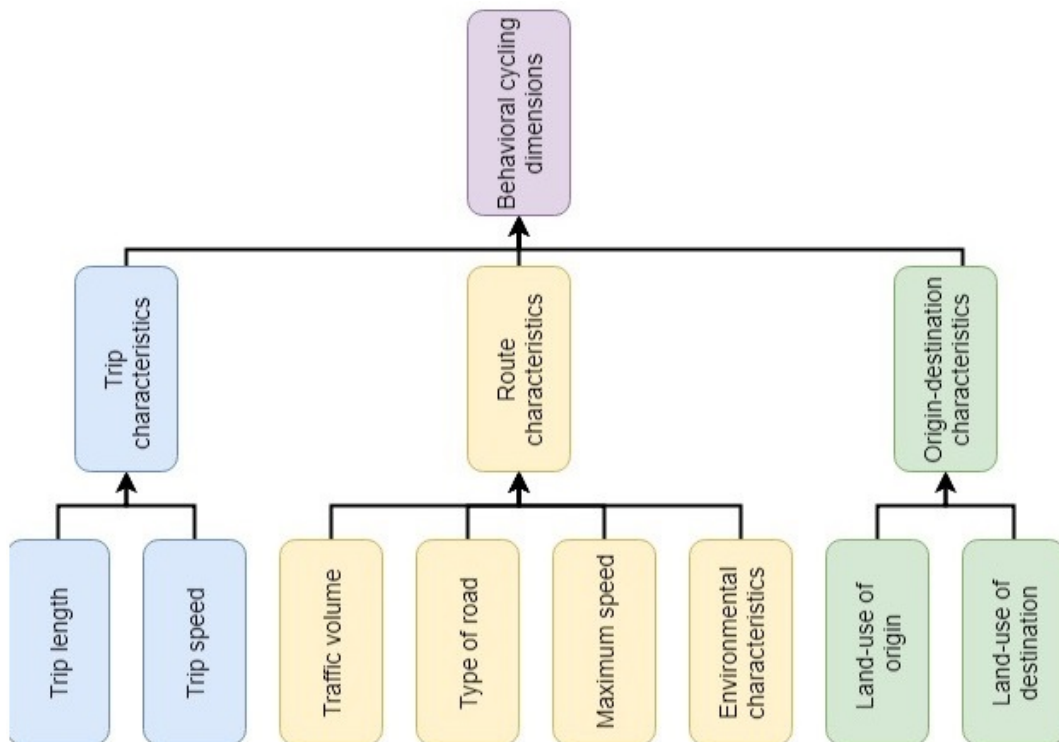 Behavioral cycling
dimensions
Trip
characteristics
Route
characteristics
Origin-destination
characteristics
Trip length
Trip speed
Traffic volume
Type of road
Maximum speed
Environmental
characteristics
Land-use of
origin
Land-use of
destination